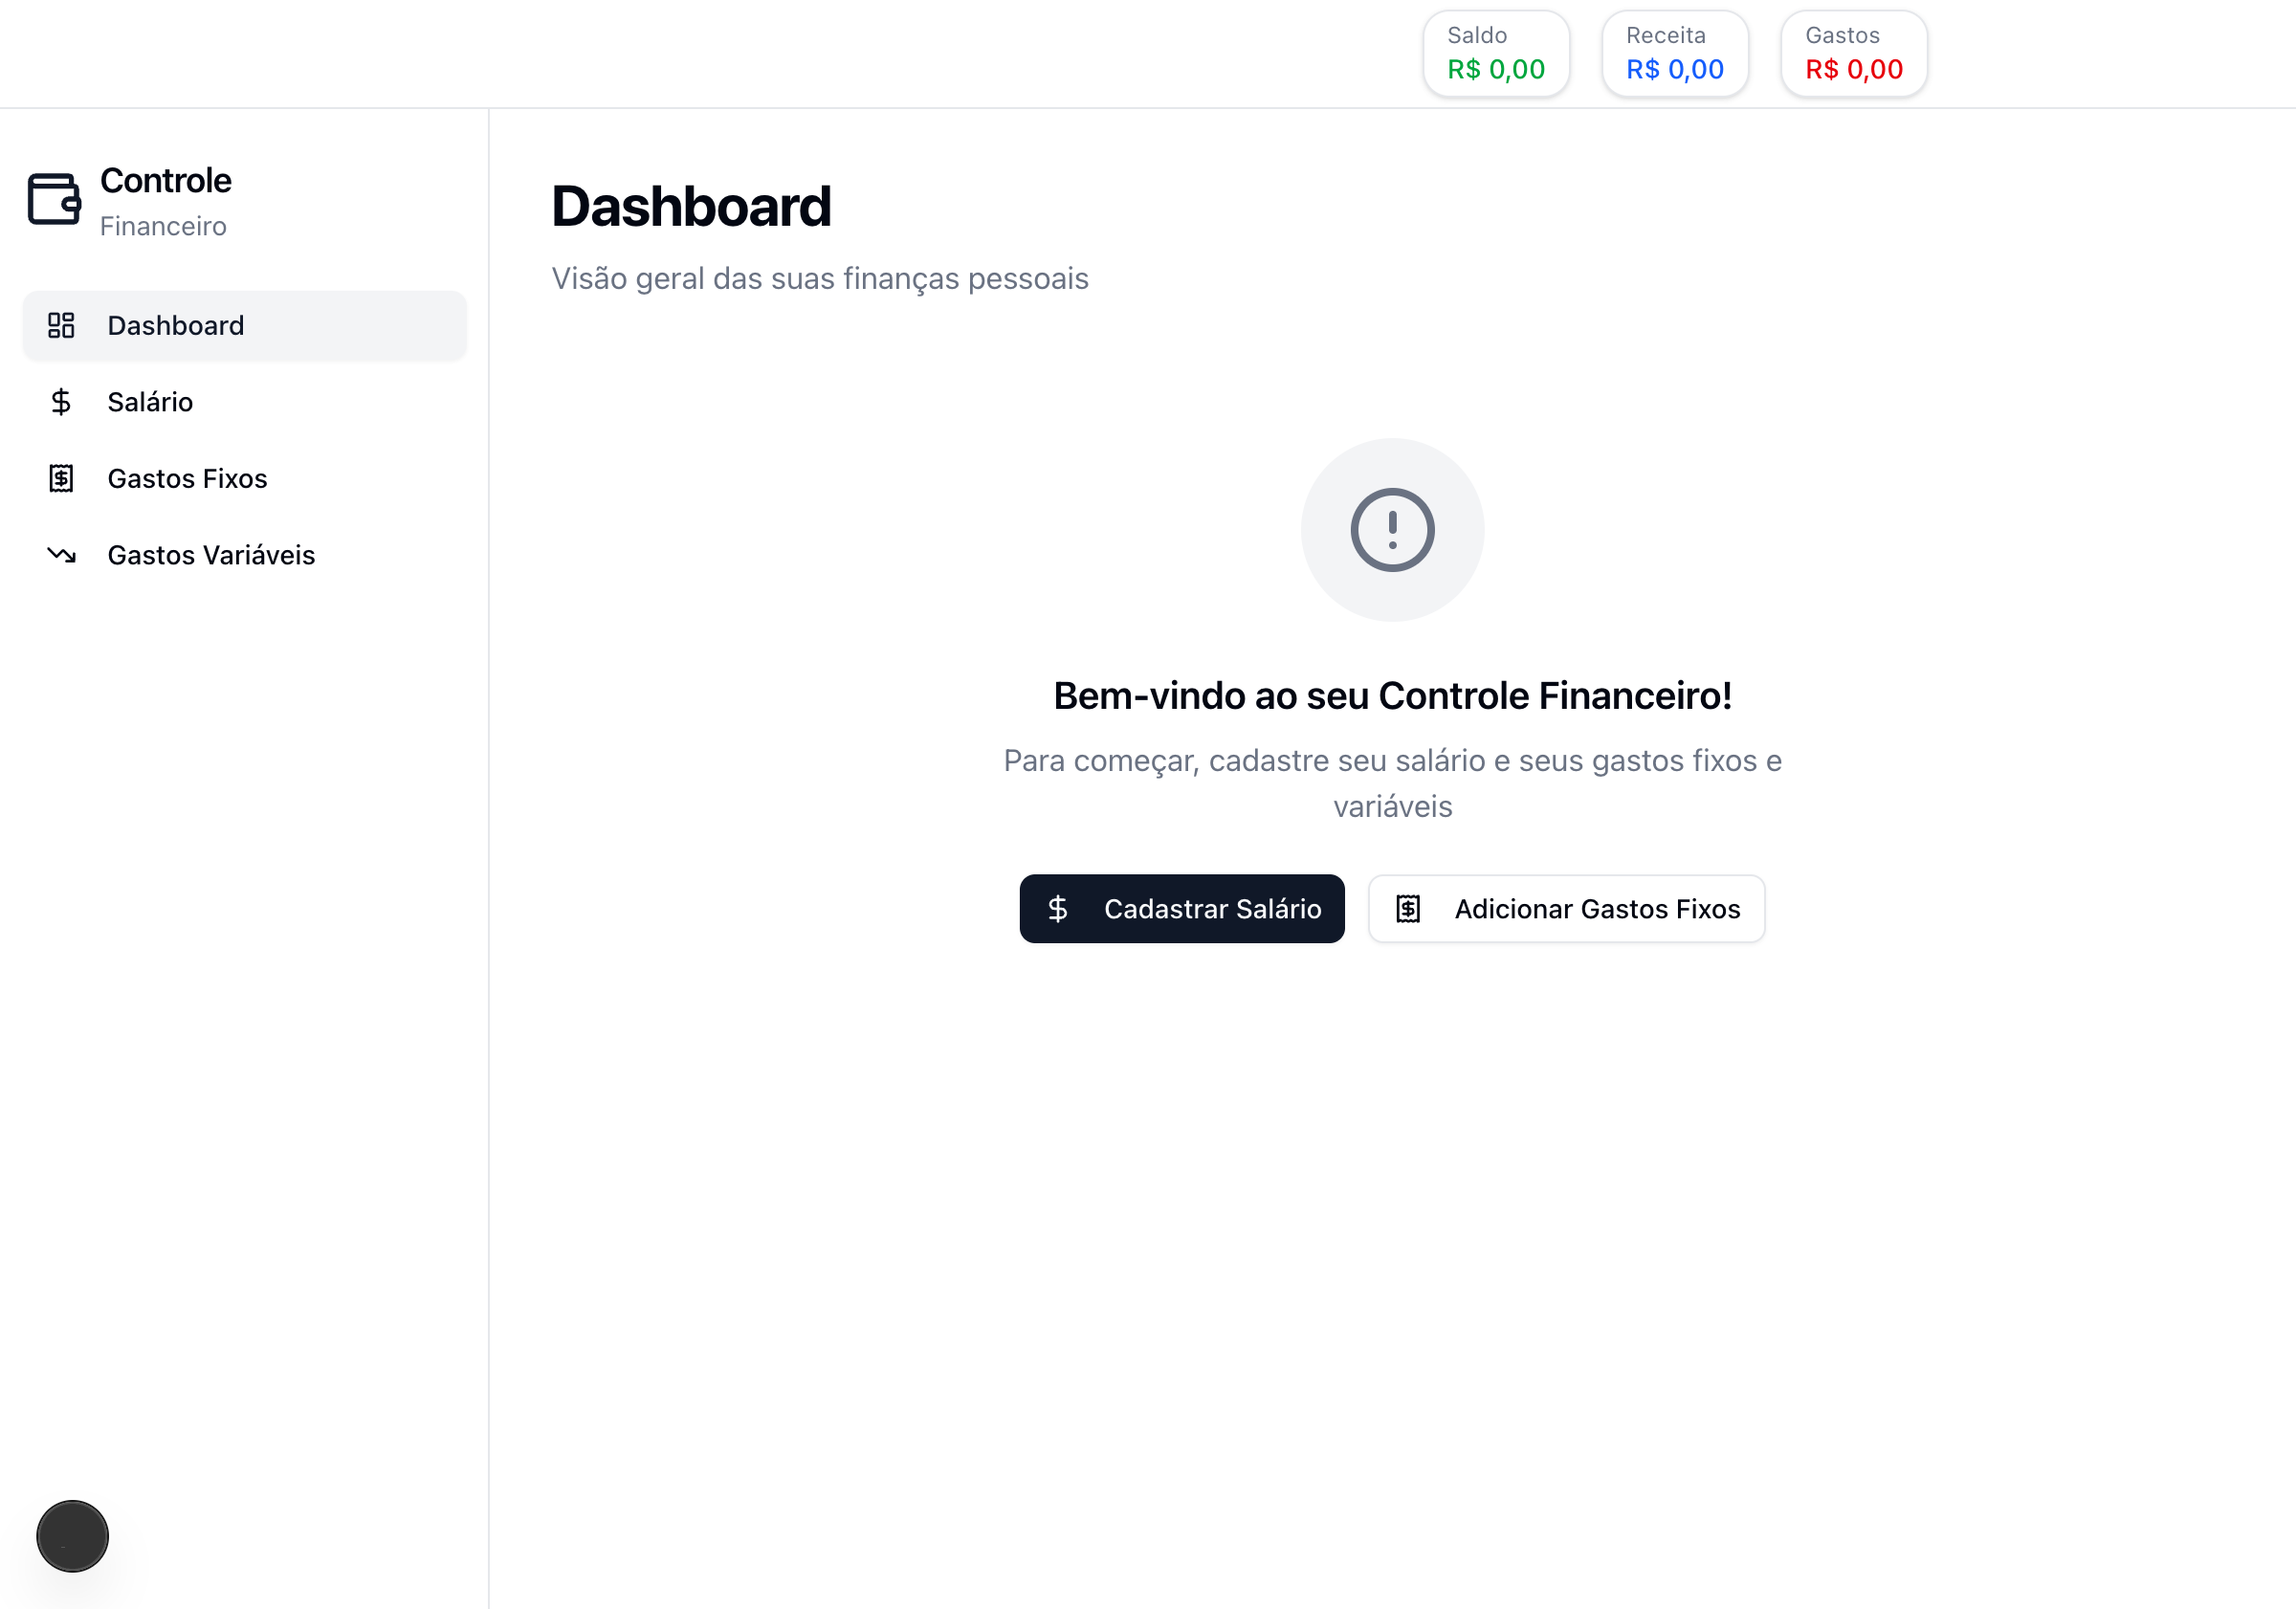 Saldo
R$ 0,00
Receita
R$ 0,00
Gastos
R$ 0,00
Controle
Financeiro
Dashboard
Salário
Gastos Fixos
Gastos Variáveis
Dashboard
Visão geral das suas finanças pessoais
Bem-vindo ao seu Controle Financeiro!
Para começar, cadastre seu salário e seus gastos fixos e
variáveis
Cadastrar Salário
Adicionar Gastos Fixos